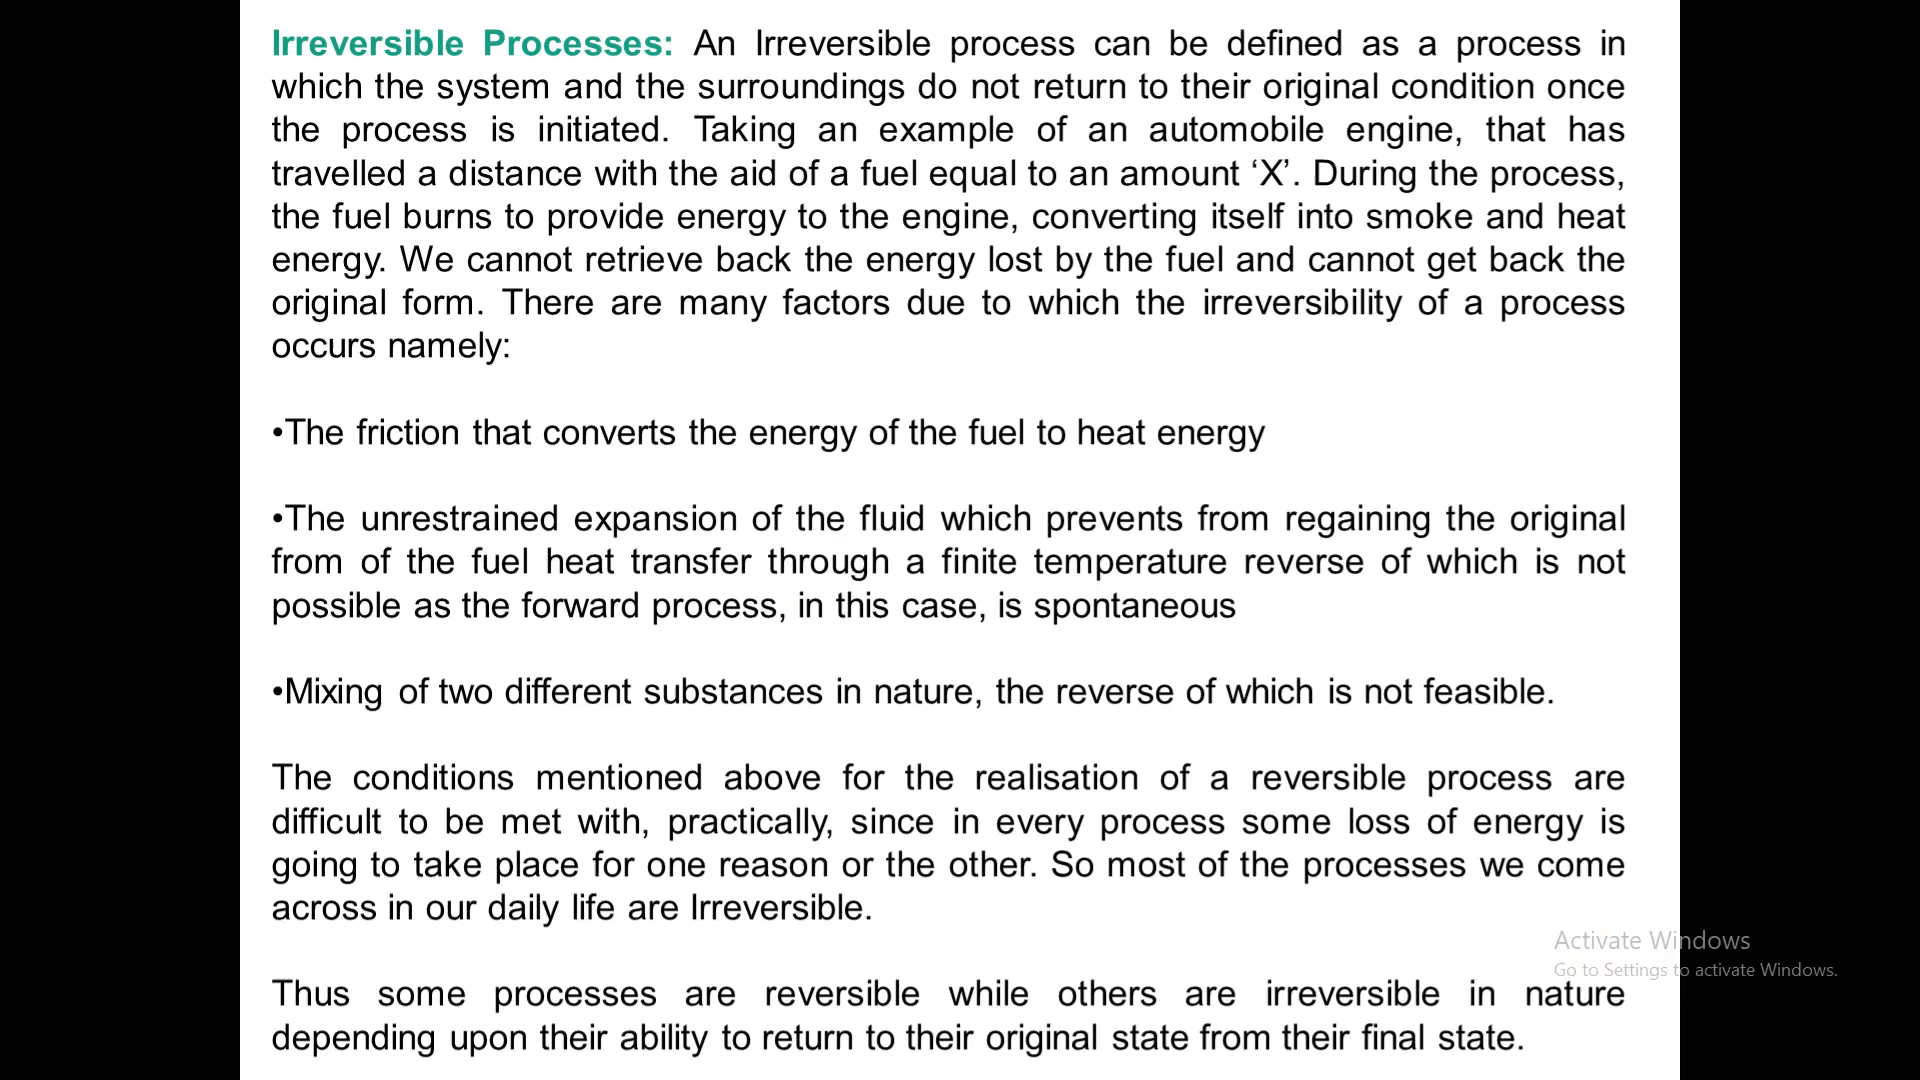 Irreversible Processes: An Irreversible process can be defined as a process in
which the system and the surroundings do not return to their original condition once
the process is initiated. Taking an example of an automobile engine, that has
travelled a distance with the aid of a fuel equal to an amount ‘X’. During the process,
the fuel burns to provide energy to the engine, converting itself into smoke and heat
energy. We cannot retrieve back the energy lost by the fuel and cannot get back the
original form. There are many factors due to which the irreversibility of a process
occurs namely:
•The friction that converts the energy of the fuel to heat energy
•The unrestrained expansion of the fluid which prevents from regaining the original
from of the fuel heat transfer through a finite temperature reverse of which is not
possible as the forward process, in this case, is spontaneous
•Mixing of two different substances in nature, the reverse of which is not feasible.
The conditions mentioned above for the realisation of a reversible process are
difficult to be met with, practically, since in every process some loss of energy is
going to take place for one reason or the other. So most of the processes we come
across in our daily life are Irreversible.
Activate Windows
Go to Settings to activate Windows.
Thus some processes are reversible while others are irreversible in nature
depending upon their ability to return to their original state from their final state.